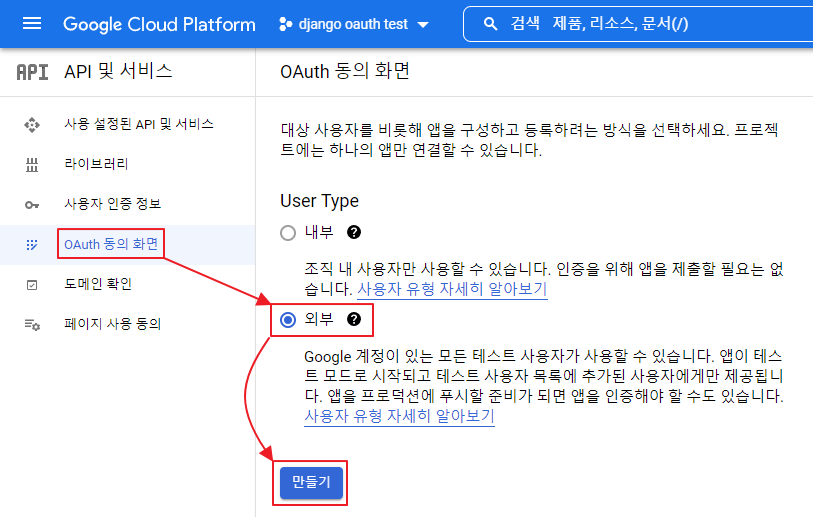 Google Cloud Platform
django oauth test
검색 제품, 리소스, 문서(/)
API
API 및 서비스
사용 설정된 API 및 서비스
라이브러리
사용자 인증 정보
OAuth 동의 화면
도메인 확인
페이지 사용 동의
OAuth 동의 화면
대상 사용자를 비롯해 앱을 구성하고 등록하려는 방식을 선택하세요. 프로젝
트에는 하나의 앱만 연결할 수 있습니다.
User Type
내부 ?
조직 내 사용자만 사용할 수 있습니다. 인증을 위해 앱을 제출할 필요는 없
습니다. 사용자 유형 자세히 알아보기
외부 ?
Google 계정이 있는 모든 테스트 사용자가 사용할 수 있습니다. 앱이 테스
트 모드로 시작되고 테스트 사용자 목록에 추가된 사용자에게만 제공됩니
다. 앱을 프로덕션에 푸시할 준비가 되면 앱을 인증해야 할 수도 있습니다.
사용자 유형 자세히 알아보기
만들기